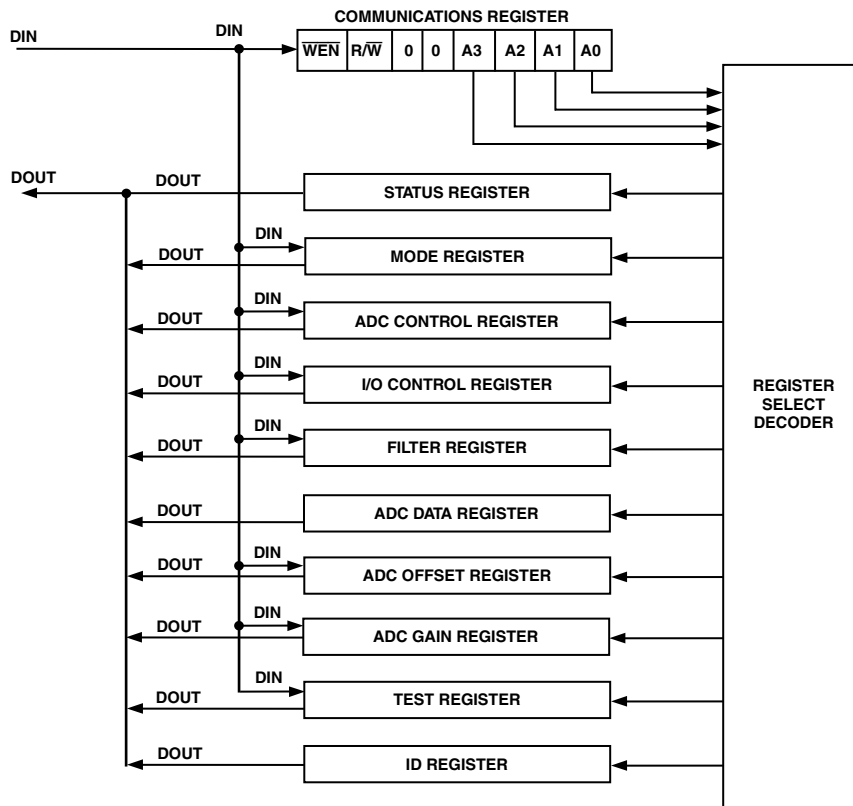 COMMUNICATIONS REGISTER
DIN
DIN
W̅E̅N̅ R/W̅ 0 0 A3 A2 A1 A0
DOUT
DOUT
STATUS REGISTER
DIN
DOUT
MODE REGISTER
DIN
DOUT
ADC CONTROL REGISTER
DIN
DOUT
I/O CONTROL REGISTER
REGISTER
SELECT
DECODER
DIN
DOUT
FILTER REGISTER
DOUT
ADC DATA REGISTER
DIN
DOUT
ADC OFFSET REGISTER
DIN
DOUT
ADC GAIN REGISTER
DIN
DOUT
TEST REGISTER
DOUT
ID REGISTER